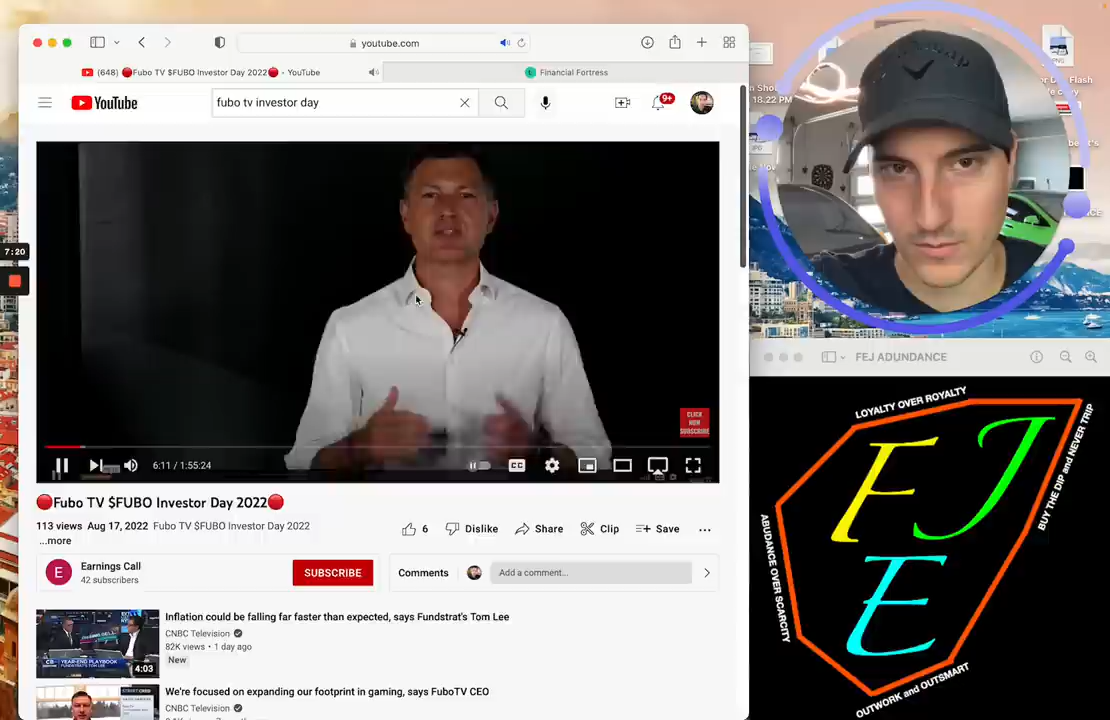 youtube.com
(648) 🔴Fubo TV $FUBO Investor Day 2022🔴 - YouTube
Financial Fortress
YouTube
fubo tv investor day
9+
7:20
CLICK
NOW
SUBSCRIBE
6:11 / 1:55:24
CC
🔴Fubo TV $FUBO Investor Day 2022🔴
113 views Aug 17, 2022 Fubo TV $FUBO Investor Day 2022
...more
6
Dislike
Share
Clip
Save
E
Earnings Call
42 subscribers
SUBSCRIBE
Comments
Add a comment...
Inflation could be falling far faster than expected, says Fundstrat's Tom Lee
CNBC Television
82K views • 1 day ago
New
4:03
We're focused on expanding our footprint in gaming, says FuboTV CEO
CNBC Television
18.22 PM
PNG
FEJ ADUNDANCE
LOYALTY OVER ROYALTY
BUY THE DIP and NEVER TRIP
ABUDANCE OVER SCARCITY
OUTWORK and OUTSMART
F J
E